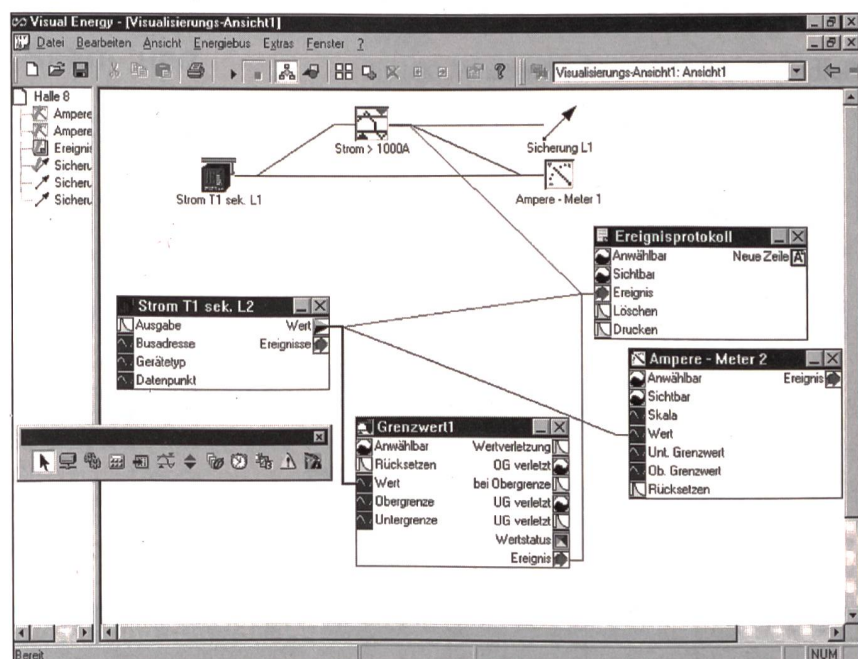 Visual Energy - [Visualisierungs-Ansicht1]
Datei Bearbeiten Ansicht Energiebus Extras Fenster ?
Visualisierungs-Ansicht1: Ansicht1
Halle 8
Ampere
Ampere
Ereigni
Sicheru
Sicheru
Sicheru
Strom > 1000A
Sicherung L1
Strom T1 sek. L1
Ampere - Meter 1
Ereignisprotokoll
Anwählbar Neue Zeile A
Sichtbar
Ereignis
Löschen
Drucken
Strom T1 sek. L2
Ausgabe Wert
Busadresse Ereignisse
Gerätetyp
Datenpunkt
Ampere - Meter 2
Anwählbar Ereignis
Sichtbar
Skala
Wert
Unt. Grenzwert
Ob. Grenzwert
Rücksetzen
Grenzwert1
Anwählbar Wertverletzung
Rücksetzen OG verletzt
Wert bei Obergrenze
Obergrenze UG verletzt
Untergrenze UG verletzt
Wertstatus
Ereignis
Bereit NUM